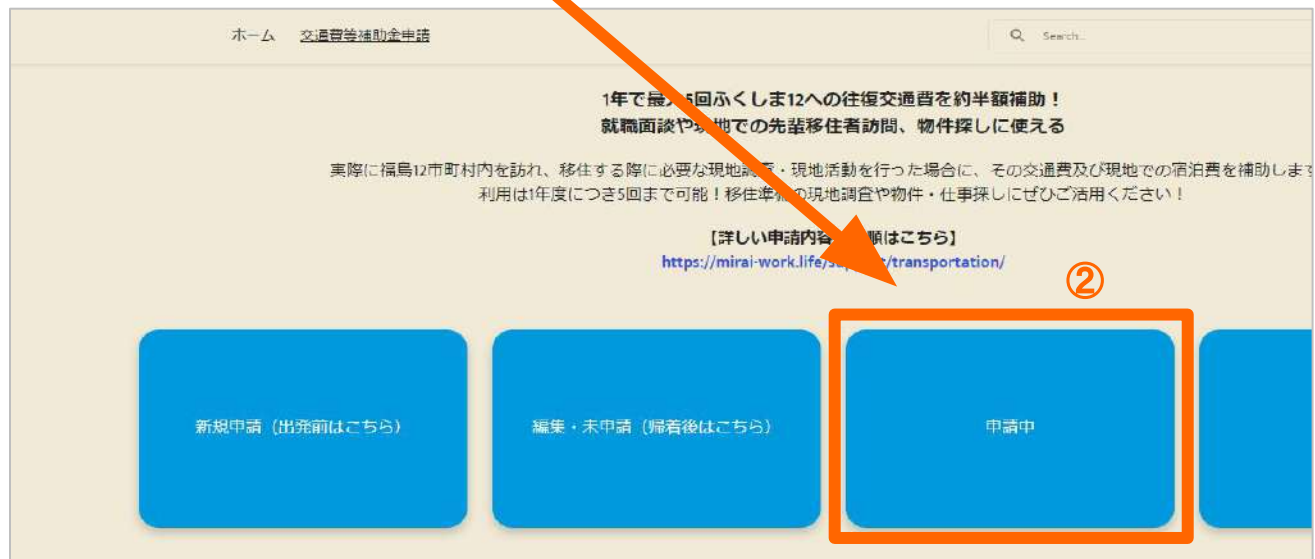 ホーム 交通費等補助金申請
Search...
1年で最大5回ふくしま12への往復交通費を約半額補助！
就職面談や現地での先輩移住者訪問、物件探しに使える
実際に福島12市町村内を訪れ、移住する際に必要な現地調査・現地活動を行った場合に、その交通費及び現地での宿泊費を補助します
利用は1年度につき5回まで可能！移住準備の現地調査や物件・仕事探しにぜひご活用ください！
【詳しい申請内容 順はこちら】
https://mirai-work.life/support/transportation/
②
新規申請（出発前はこちら）
編集・未申請（帰着後はこちら）
申請中